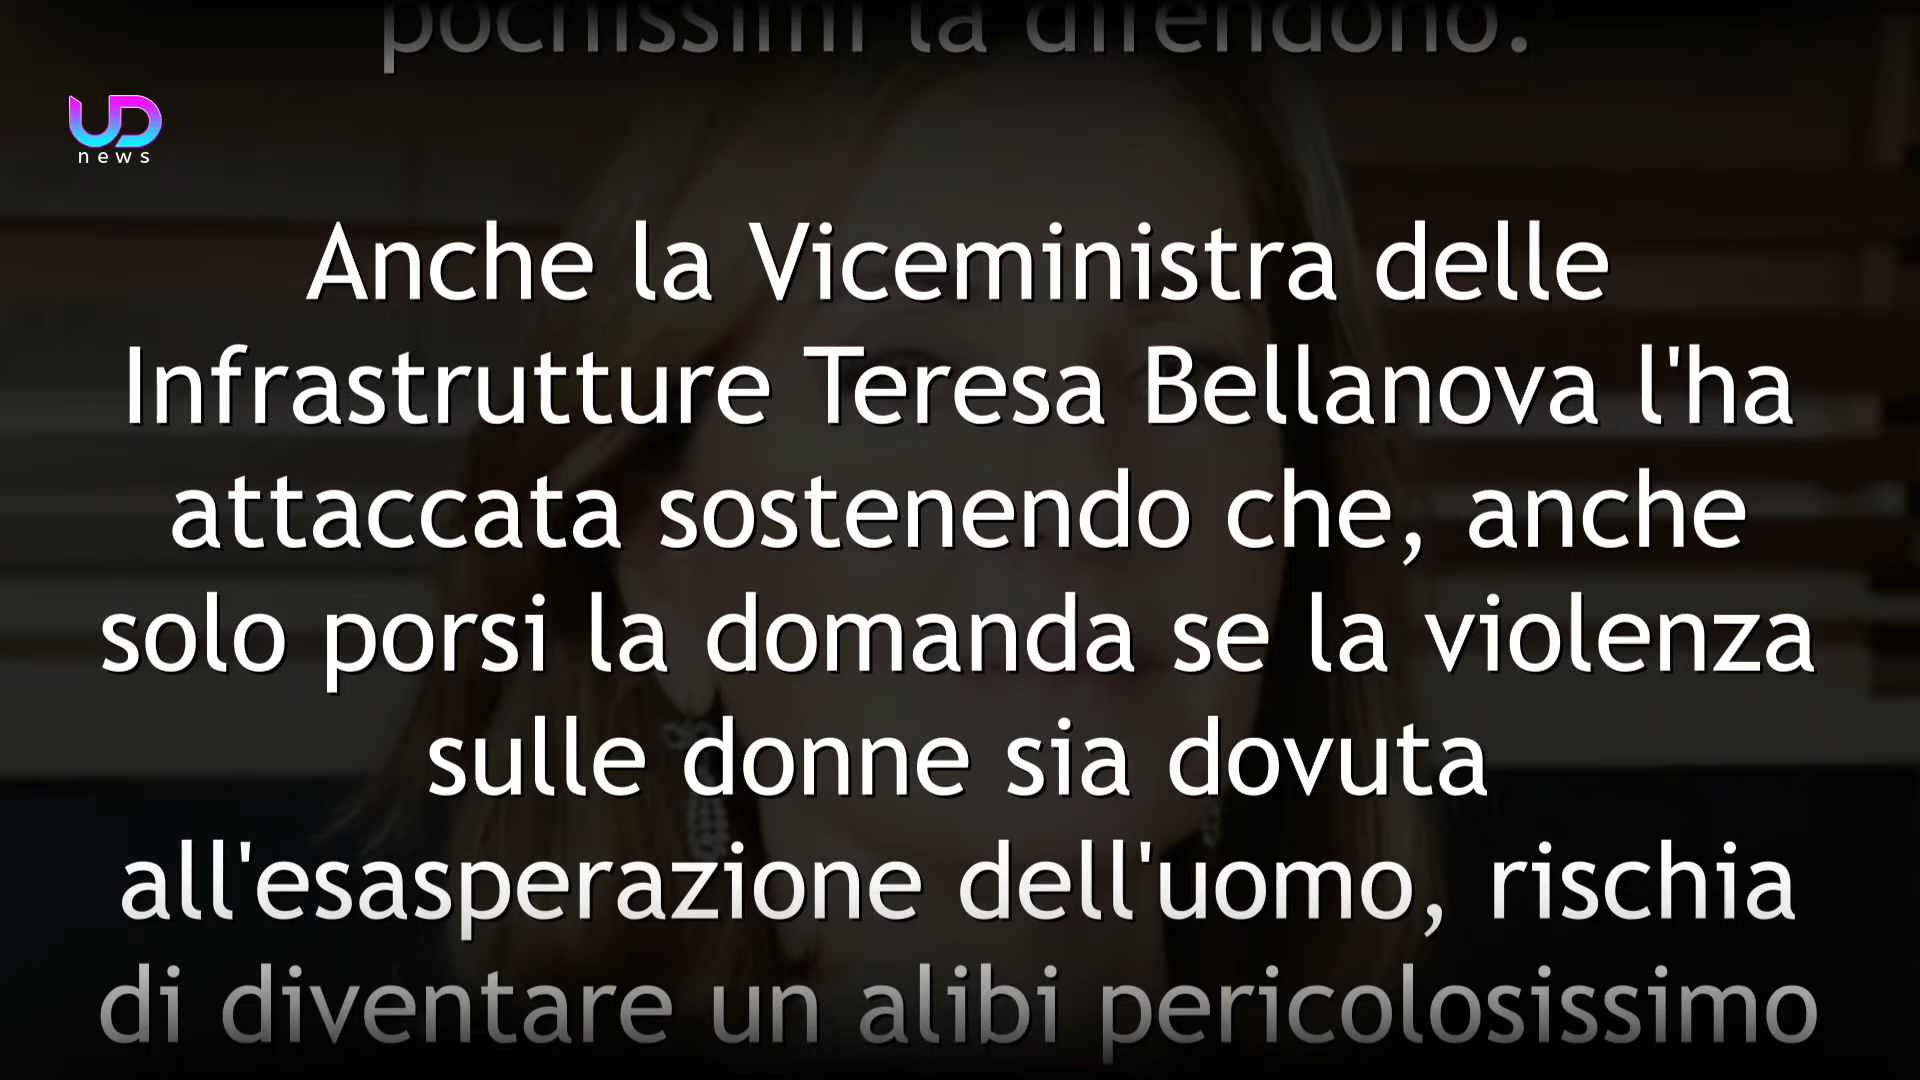 pochissimi la difendono.
UD
news
Anche la Viceministra delle
Infrastrutture Teresa Bellanova l'ha
attaccata sostenendo che, anche
solo porsi la domanda se la violenza
sulle donne sia dovuta
all'esasperazione dell'uomo, rischia
di diventare un alibi pericolosissimo